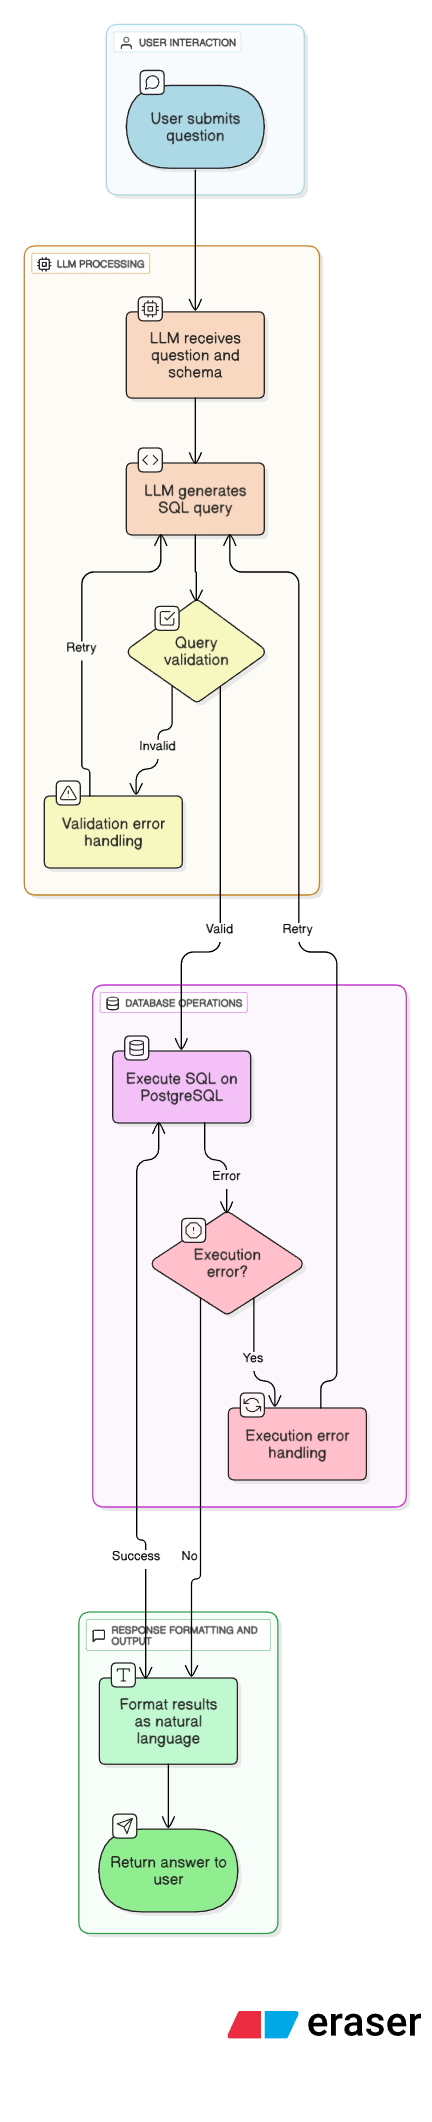 USER INTERACTION
User submits
question
LLM PROCESSING
LLM receives
question and
schema
LLM generates
SQL query
Retry
Query
validation
Invalid
Validation error
handling
Valid
Retry
DATABASE OPERATIONS
Execute SQL on
PostgreSQL
Error
Execution
error?
Yes
Execution error
handling
Success
No
RESPONSE FORMATTING AND
OUTPUT
Format results
as natural
language
Return answer to
user
eraser